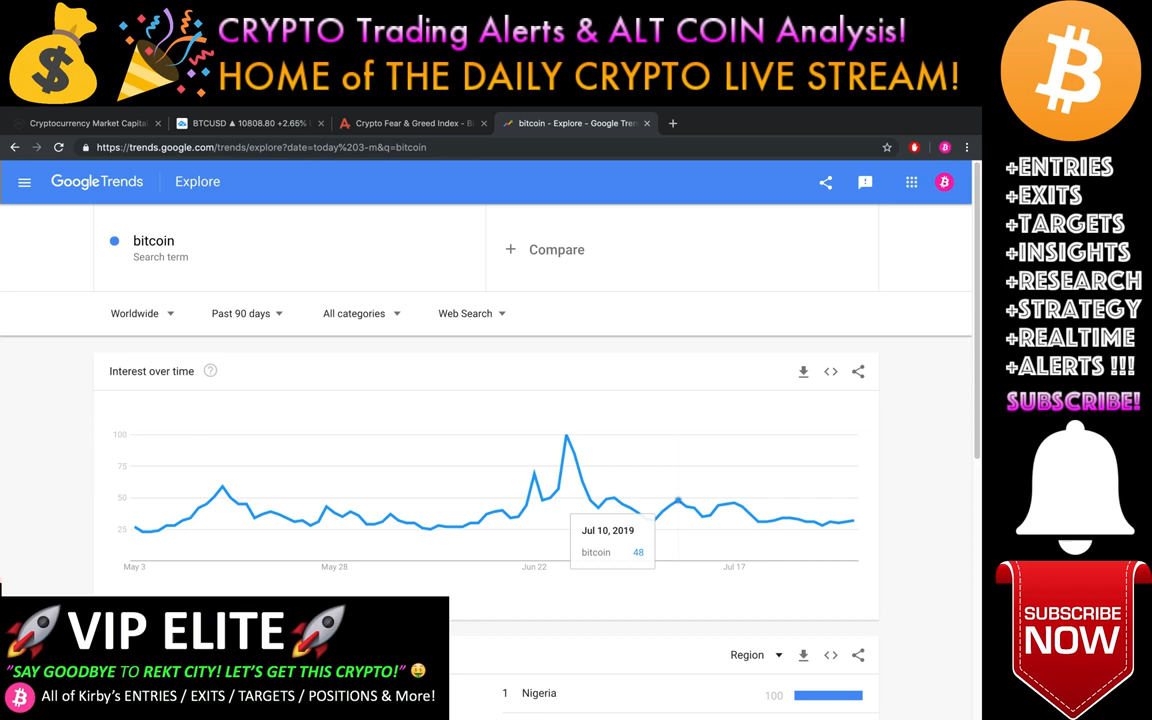 CRYPTO Trading Alerts & ALT COIN Analysis!
HOME of THE DAILY CRYPTO LIVE STREAM!
Cryptocurrency Market Capital
BTCUSD ▲ 10808.80 +2.65%
Crypto Fear & Greed Index - B
bitcoin - Explore - Google Tren
https://trends.google.com/trends/explore?date=today%203-m&q=bitcoin
Google Trends
Explore
bitcoin
Search term
+ Compare
Worldwide
Past 90 days
All categories
Web Search
Interest over time
100
75
50
25
Jul 10, 2019
bitcoin 48
May 3
May 28
Jun 22
Jul 17
Region
1 Nigeria 100
+ENTRIES
+EXITS
+TARGETS
+INSIGHTS
+RESEARCH
+STRATEGY
+REALTIME
+ALERTS !!!
SUBSCRIBE!
SUBSCRIBE
NOW
VIP ELITE
"SAY GOODBYE TO REKT CITY! LET'S GET THIS CRYPTO!"
All of Kirby's ENTRIES / EXITS / TARGETS / POSITIONS & More!